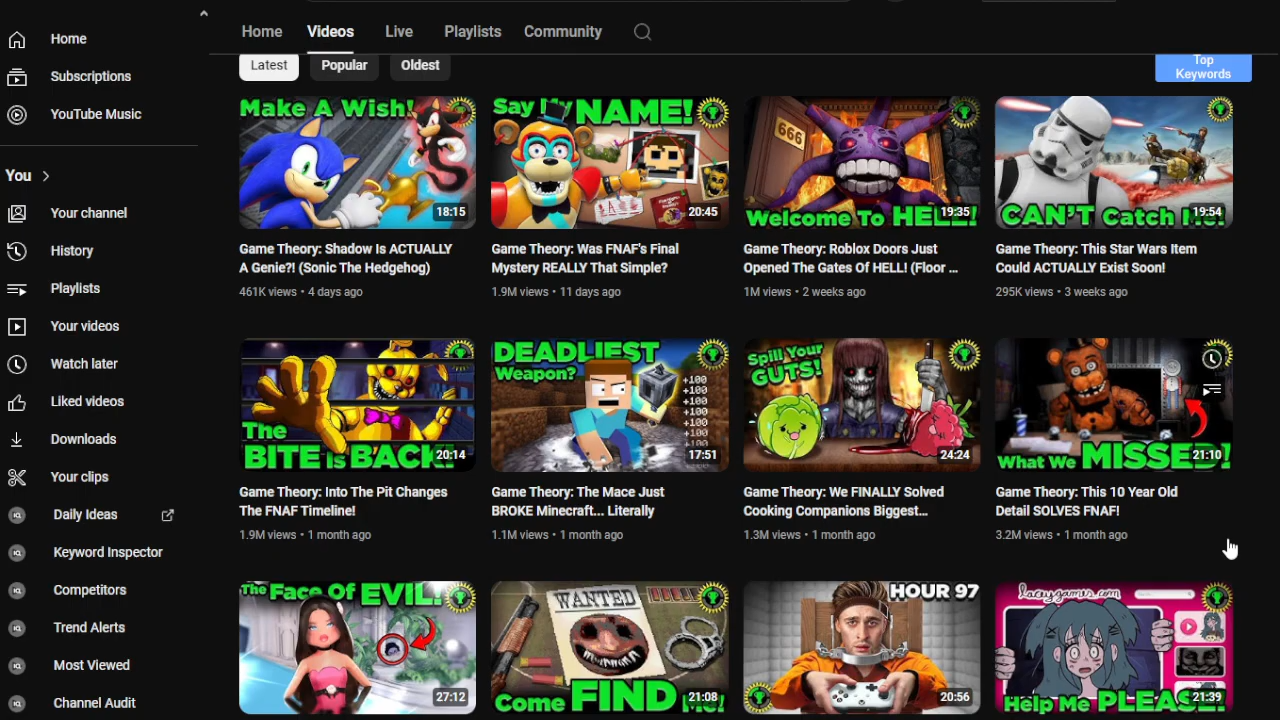 Home
Subscriptions
YouTube Music
You
Your channel
History
Playlists
Your videos
Watch later
Liked videos
Downloads
Your clips
Daily Ideas
Keyword Inspector
Competitors
Trend Alerts
Most Viewed
Channel Audit
Home
Videos
Live
Playlists
Community
Latest
Popular
Oldest
Top
Keywords
Make A Wish!
18:15
Game Theory: Shadow Is ACTUALLY
A Genie?! (Sonic The Hedgehog)
461K views • 4 days ago
Say My NAME!
20:45
Game Theory: Was FNAF's Final
Mystery REALLY That Simple?
1.9M views • 11 days ago
666
Welcome To HELL!
19:35
Game Theory: Roblox Doors Just
Opened The Gates Of HELL! (Floor ...
1M views • 2 weeks ago
CAN'T Catch Me!
19:54
Game Theory: This Star Wars Item
Could ACTUALLY Exist Soon!
295K views • 3 weeks ago
The
BITE is BACK!
20:14
Game Theory: Into The Pit Changes
The FNAF Timeline!
1.9M views • 1 month ago
DEADLIEST
Weapon?
+100
+100
+100
+100
+100
+100
+100
17:51
Game Theory: The Mace Just
BROKE Minecraft... Literally
1.1M views • 1 month ago
Spill Your
GUTS!
24:24
Game Theory: We FINALLY Solved
Cooking Companions Biggest...
1.3M views • 1 month ago
What We MISSED!
21:10
Game Theory: This 10 Year Old
Detail SOLVES FNAF!
3.2M views • 1 month ago
The Face Of EVIL!
27:12
WANTED
Come FIND Me!
21:08
HOUR 97
20:56
laceygames.com
Help Me PLEASE!
21:39